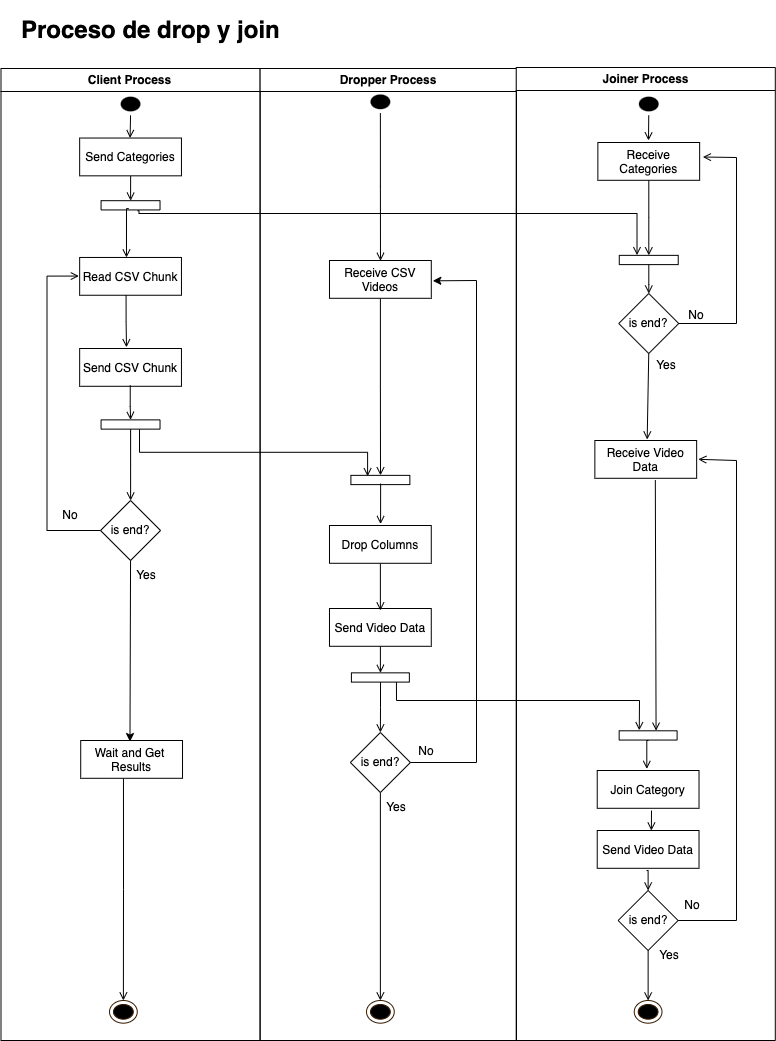 Proceso de drop y join
Client Process
Dropper Process
Joiner Process
Send Categories
Receive
Categories
Read CSV Chunk
Receive CSV
Videos
is end?
No
Yes
Send CSV Chunk
Receive Video
Data
No
is end?
Yes
Drop Columns
Send Video Data
Wait and Get
Results
is end?
No
Yes
Join Category
Send Video Data
is end?
No
Yes